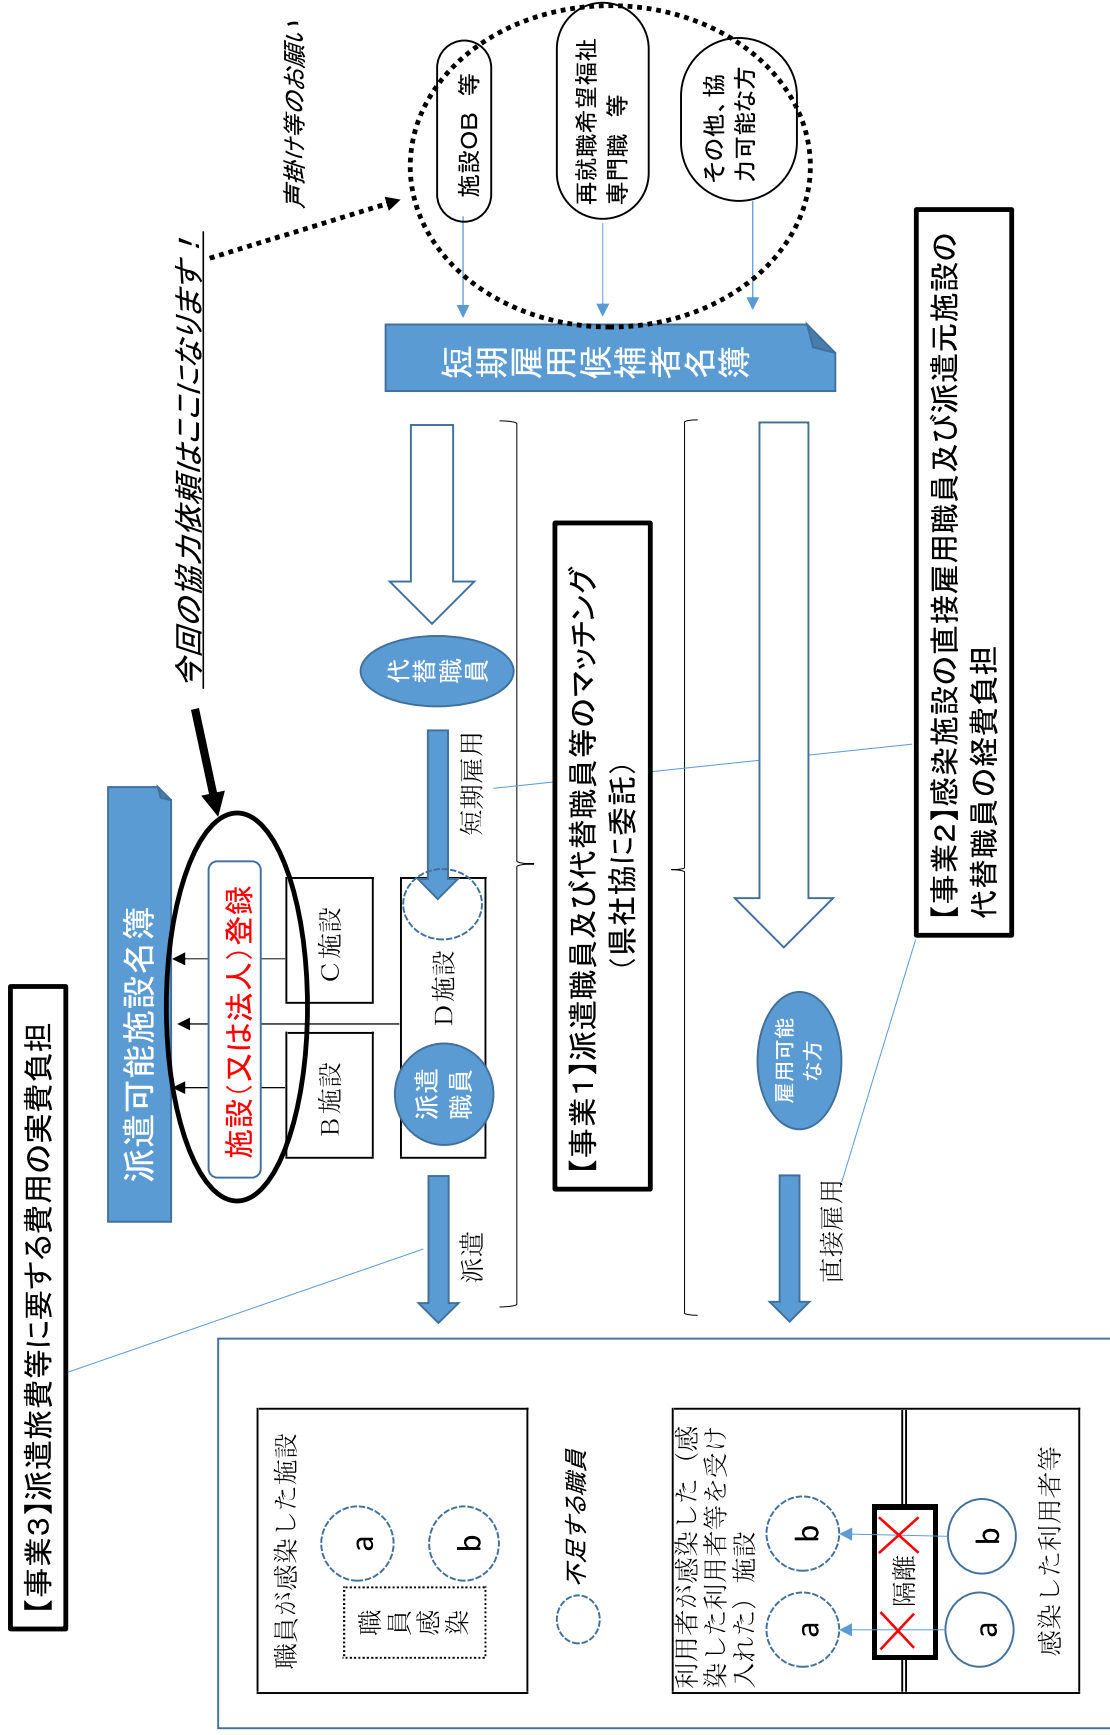 【事業３】派遣旅費等に要する費用の実費負担
派遣可能施設名簿
今回の協力依頼はここになります！
声掛け等のお願い
施設（又は法人）登録
B施設
C施設
D施設
派遣
職員
派遣
短期雇用
代替
職員
短期雇用候補者名簿
施設OB　等
再就職希望福祉
専門職　等
その他、協
力可能な方
【事業１】派遣職員及び代替職員等のマッチング
（県社協に委託）
職員が感染した施設
職
員
感
染
a
b
不足する職員
利用者が感染した（感
染した利用者等を受け
入れた）施設
a
b
隔離
a
b
感染した利用者等
直接雇用
雇用可能
な方
【事業２】感染施設の直接雇用職員及び派遣元施設の
代替職員の経費負担